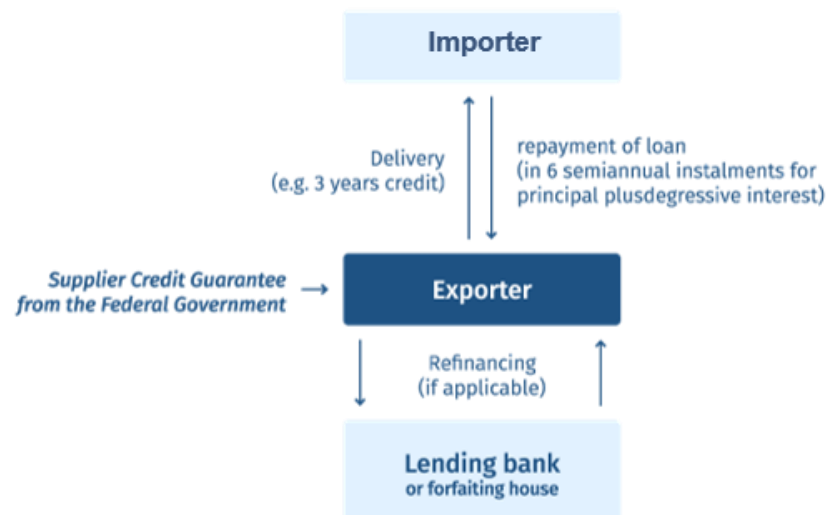 Importer
Delivery
(e.g. 3 years credit)
repayment of loan
(in 6 semiannual instalments for
principal plusdegressive interest)
Supplier Credit Guarantee
from the Federal Government
Exporter
Refinancing
(if applicable)
Lending bank
or forfaiting house